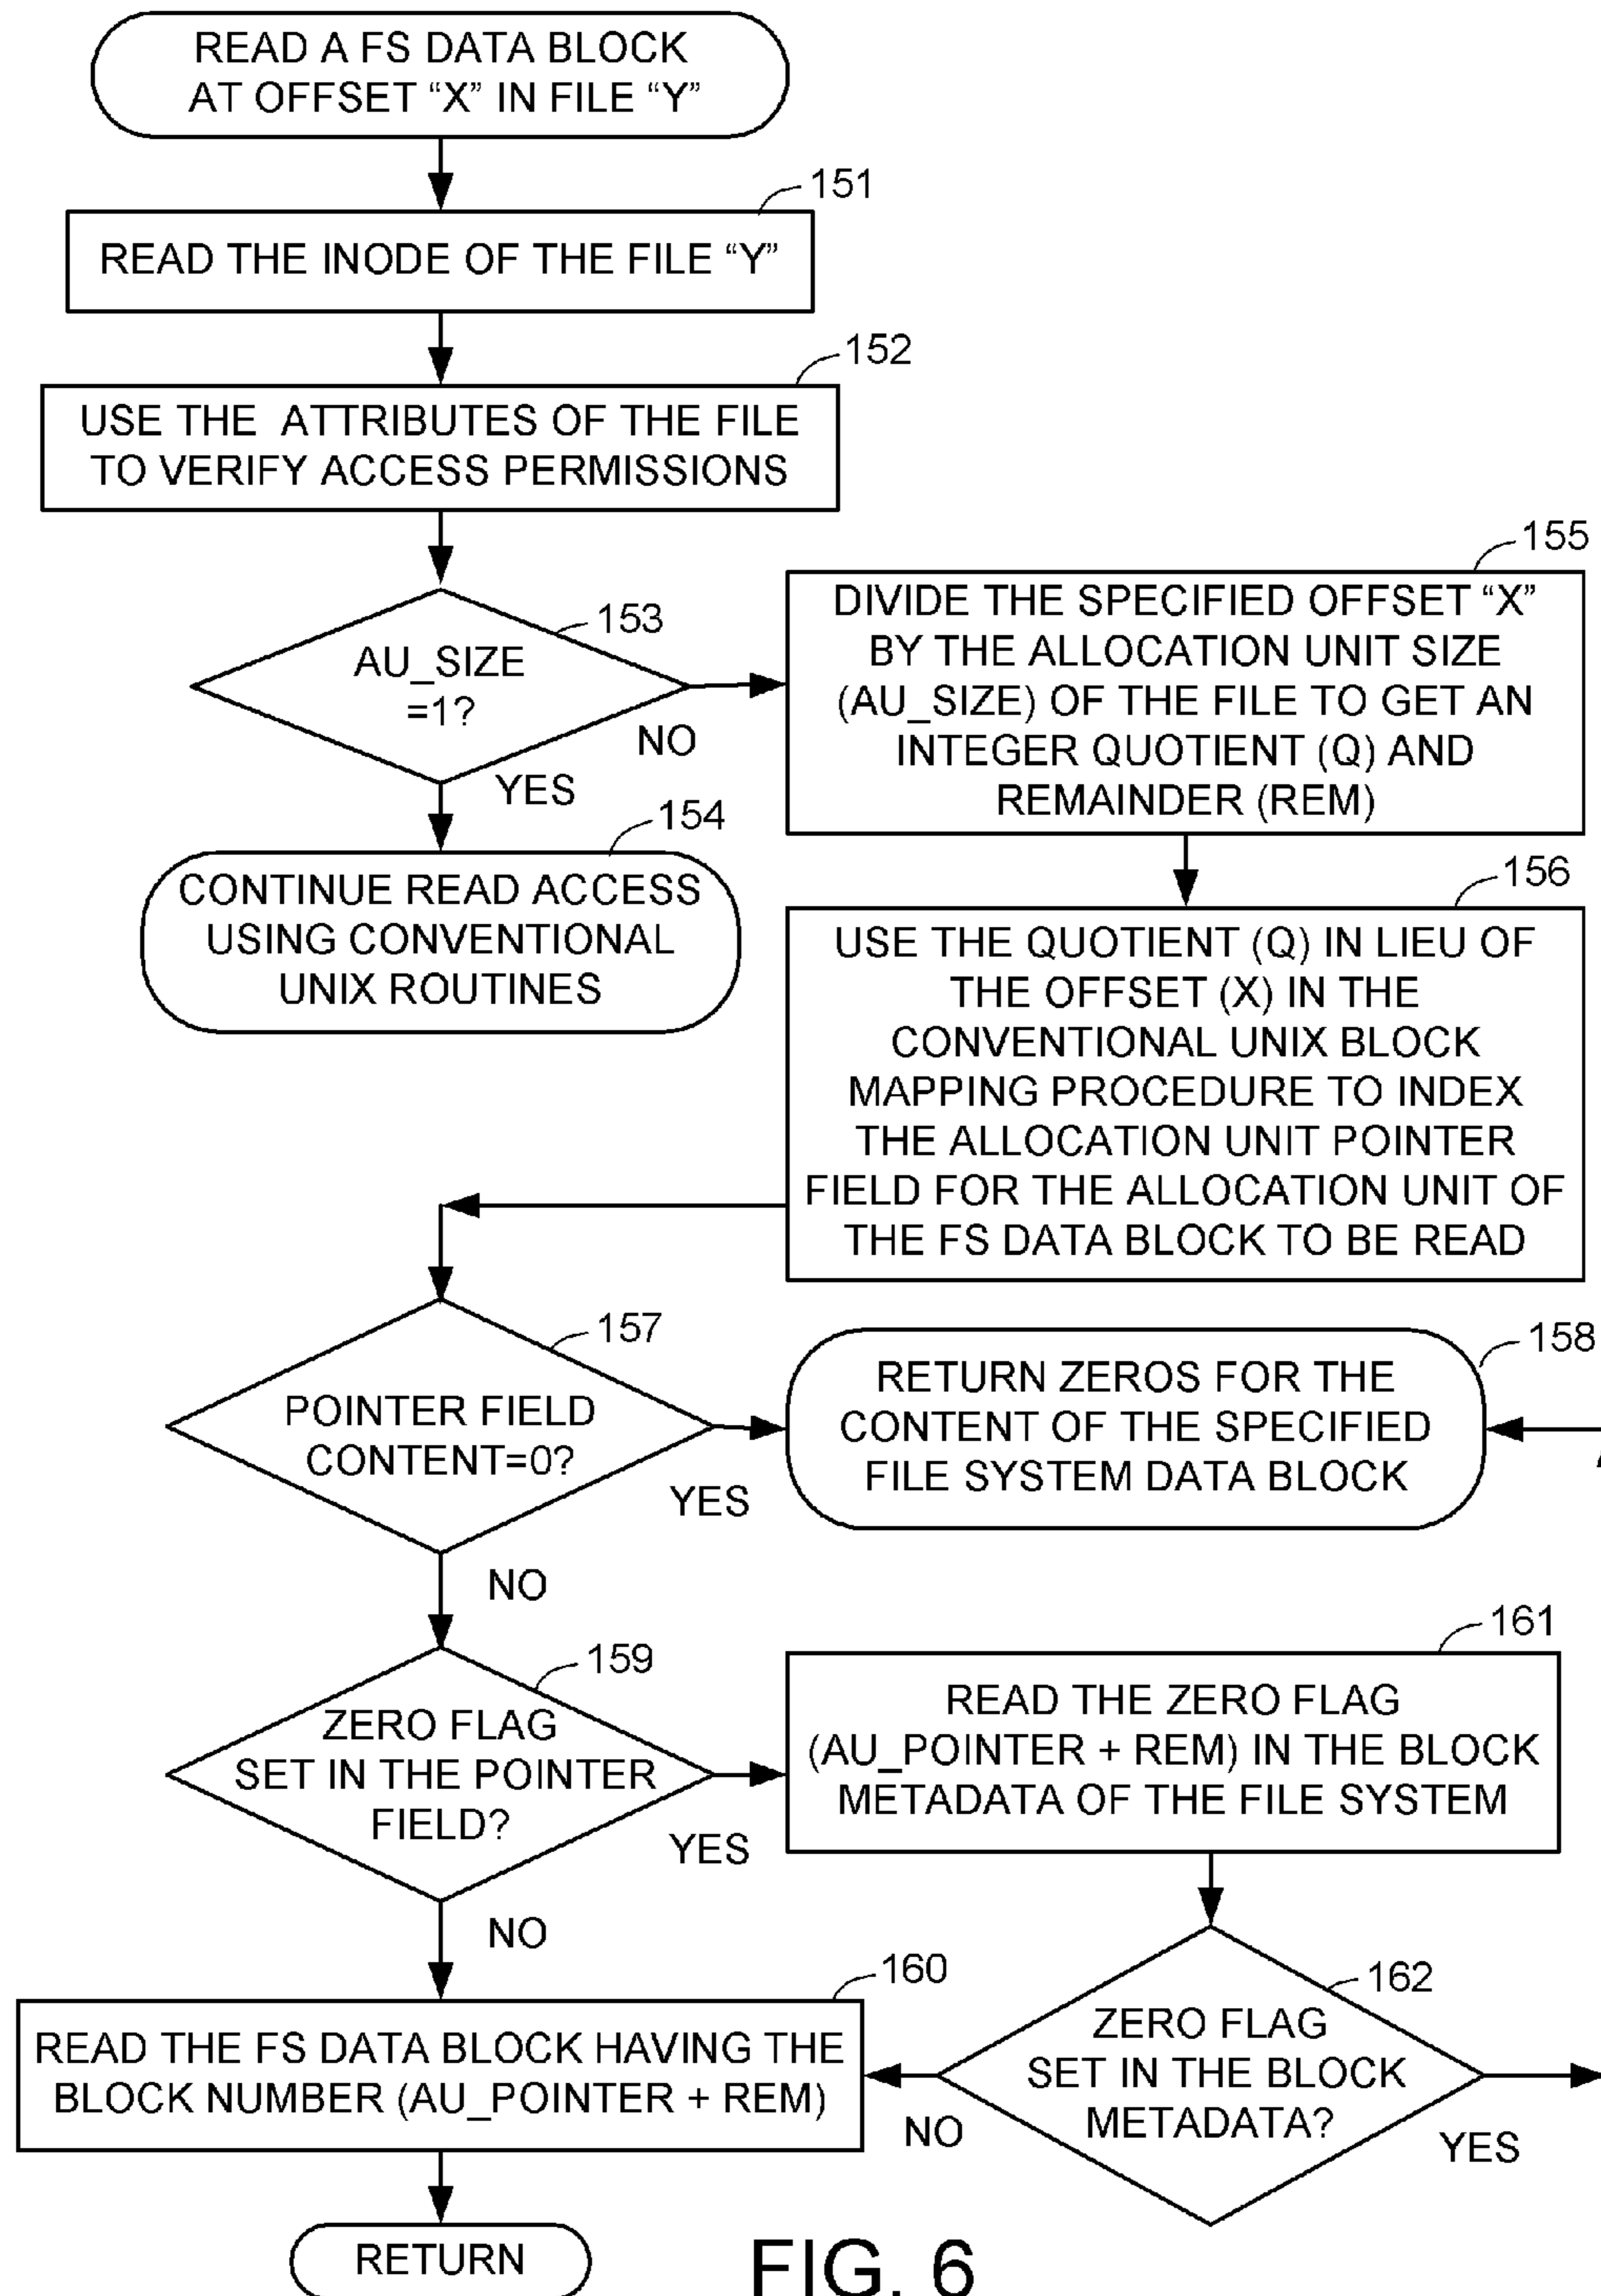 READ A FS DATA BLOCK
AT OFFSET “X” IN FILE “Y”
151
READ THE INODE OF THE FILE “Y”
152
USE THE ATTRIBUTES OF THE FILE
TO VERIFY ACCESS PERMISSIONS
153
AU_SIZE
=1?
NO
YES
154
CONTINUE READ ACCESS
USING CONVENTIONAL
UNIX ROUTINES
155
DIVIDE THE SPECIFIED OFFSET “X”
BY THE ALLOCATION UNIT SIZE
(AU_SIZE) OF THE FILE TO GET AN
INTEGER QUOTIENT (Q) AND
REMAINDER (REM)
156
USE THE QUOTIENT (Q) IN LIEU OF
THE OFFSET (X) IN THE
CONVENTIONAL UNIX BLOCK
MAPPING PROCEDURE TO INDEX
THE ALLOCATION UNIT POINTER
FIELD FOR THE ALLOCATION UNIT OF
THE FS DATA BLOCK TO BE READ
157
POINTER FIELD
CONTENT=0?
YES
NO
158
RETURN ZEROS FOR THE
CONTENT OF THE SPECIFIED
FILE SYSTEM DATA BLOCK
159
ZERO FLAG
SET IN THE POINTER
FIELD?
YES
NO
161
READ THE ZERO FLAG
(AU_POINTER + REM) IN THE BLOCK
METADATA OF THE FILE SYSTEM
162
ZERO FLAG
SET IN THE BLOCK
METADATA?
NO
YES
160
READ THE FS DATA BLOCK HAVING THE
BLOCK NUMBER (AU_POINTER + REM)
RETURN
FIG. 6